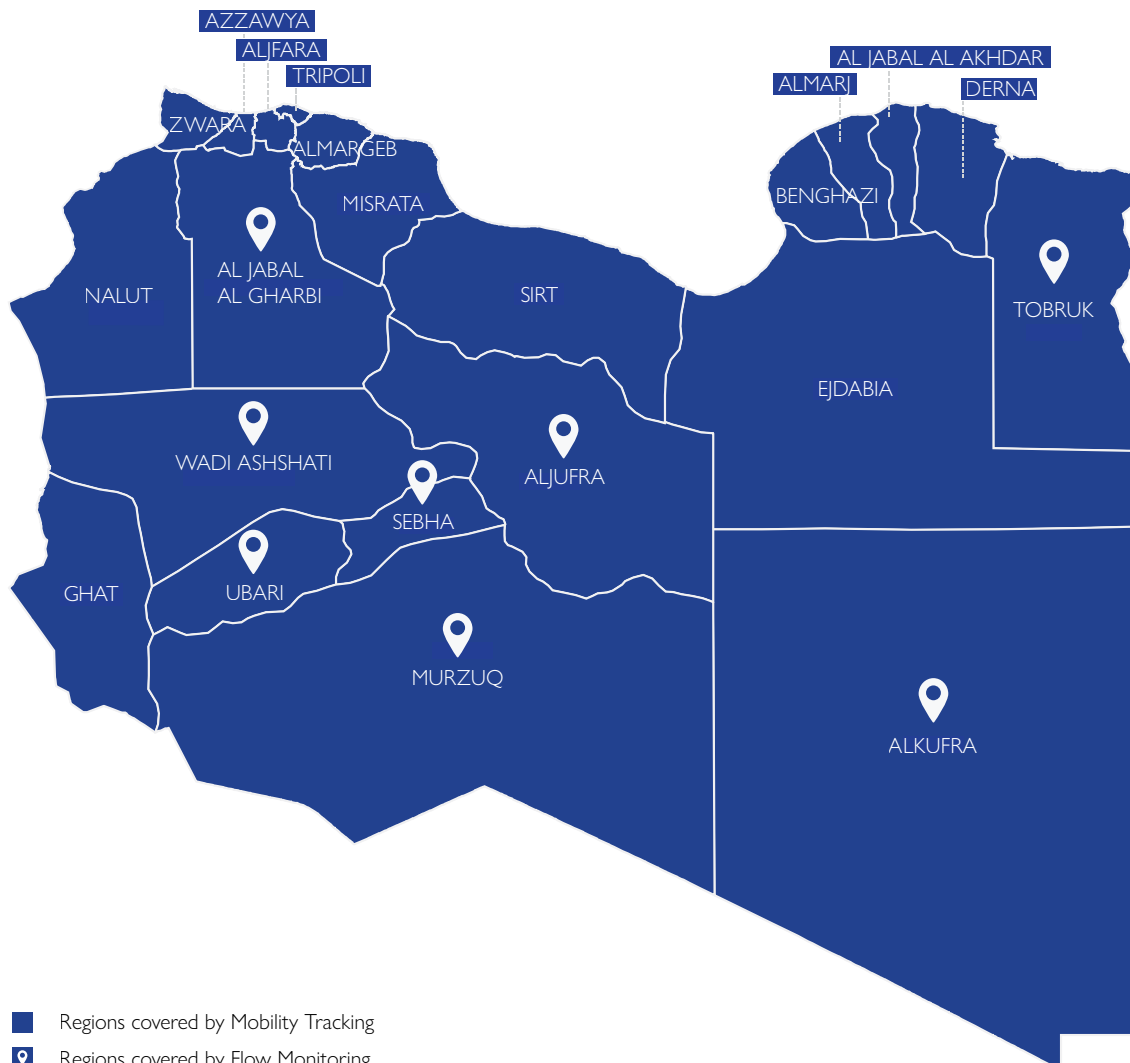 AZZAWYA
ALJFARA
TRIPOLI
AL JABAL AL AKHDAR
ALMARJ
DERNA
ZWARA
ALMARGEB
BENGHAZI
MISRATA
AL JABAL
AL GHARBI
NALUT
SIRT
TOBRUK
EJDABIA
WADI ASHSHATI
ALJUFRA
SEBHA
GHAT
UBARI
MURZUQ
ALKUFRA
Regions covered by Mobility Tracking
Regions covered by Flow Monitoring